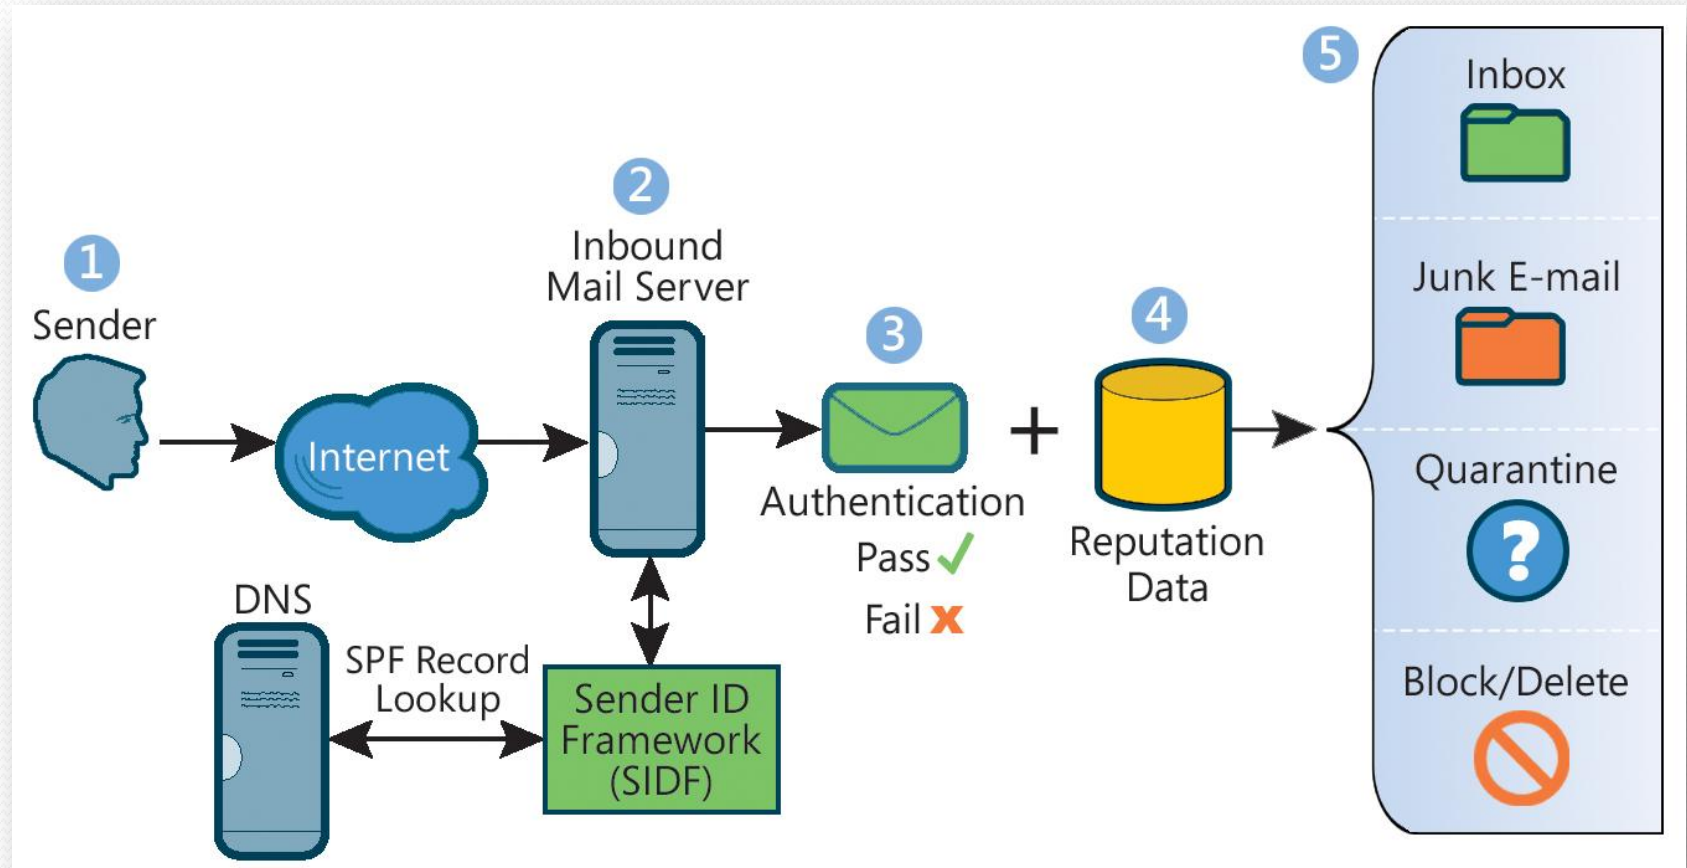 1
Sender
Internet
2
Inbound
Mail Server
3
Authentication
Pass
Fail
+
4
Reputation
Data
DNS
SPF Record
Lookup
Sender ID
Framework
(SIDF)
5
Inbox
Junk E-mail
Quarantine
?
Block/Delete